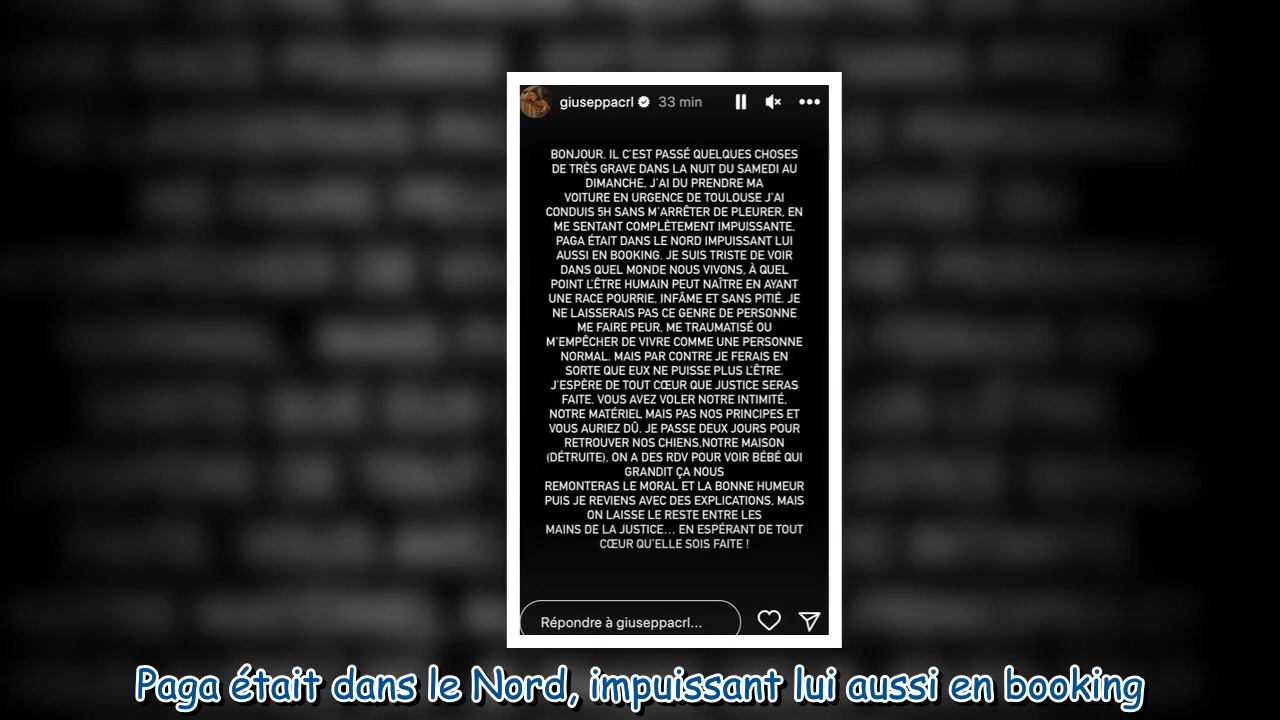 giuseppacrl 33 min
BONJOUR, IL C'EST PASSÉ QUELQUES CHOSES
DE TRÈS GRAVE DANS LA NUIT DU SAMEDI AU
DIMANCHE, J'AI DU PRENDRE MA
VOITURE EN URGENCE DE TOULOUSE J'AI
CONDUIS 5H SANS M'ARRÊTER DE PLEURER, EN
ME SENTANT COMPLÈTEMENT IMPUISSANTE,
PAGA ÉTAIT DANS LE NORD IMPUISSANT LUI
AUSSI EN BOOKING. JE SUIS TRISTE DE VOIR
DANS QUEL MONDE NOUS VIVONS, À QUEL
POINT L'ÊTRE HUMAIN PEUT NAÎTRE EN AYANT
UNE RACE POURRIE, INFÂME ET SANS PITIÉ. JE
NE LAISSERAIS PAS CE GENRE DE PERSONNE
ME FAIRE PEUR, ME TRAUMATISÉ OU
M'EMPÊCHER DE VIVRE COMME UNE PERSONNE
NORMAL. MAIS PAR CONTRE JE FERAIS EN
SORTE QUE EUX NE PUISSE PLUS L'ÊTRE.
J'ESPÈRE DE TOUT CŒUR QUE JUSTICE SERAS
FAITE. VOUS AVEZ VOLER NOTRE INTIMITÉ,
NOTRE MATÉRIEL MAIS PAS NOS PRINCIPES ET
VOUS AURIEZ DÛ. JE PASSE DEUX JOURS POUR
RETROUVER NOS CHIENS,NOTRE MAISON
(DÉTRUITE), ON A DES RDV POUR VOIR BÉBÉ QUI
GRANDIT ÇA NOUS
REMONTERAS LE MORAL ET LA BONNE HUMEUR
PUIS JE REVIENS AVEC DES EXPLICATIONS, MAIS
ON LAISSE LE RESTE ENTRE LES
MAINS DE LA JUSTICE... EN ESPÉRANT DE TOUT
CŒUR QU'ELLE SOIS FAITE !
Répondre à giuseppacrl...
Paga était dans le Nord, impuissant lui aussi en booking